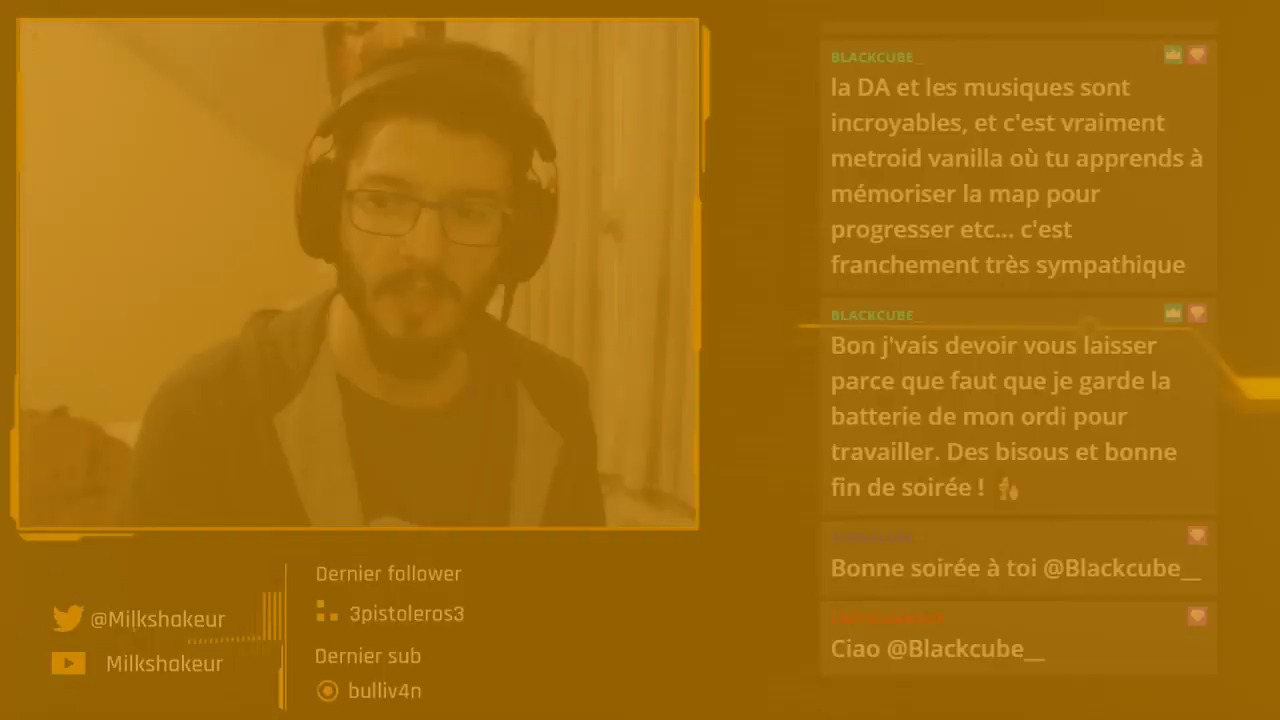 BLACKCUBE__
la DA et les musiques sont
incroyables, et c'est vraiment
metroid vanilla où tu apprends à
mémoriser la map pour
progresser etc... c'est
franchement très sympathique
BLACKCUBE__
Bon j'vais devoir vous laisser
parce que faut que je garde la
batterie de mon ordi pour
travailler. Des bisous et bonne
fin de soirée !
Bonne soirée à toi @Blackcube__
Ciao @Blackcube__
@Milkshakeur
Milkshakeur
Dernier follower
3pistoleros3
Dernier sub
bulliv4n